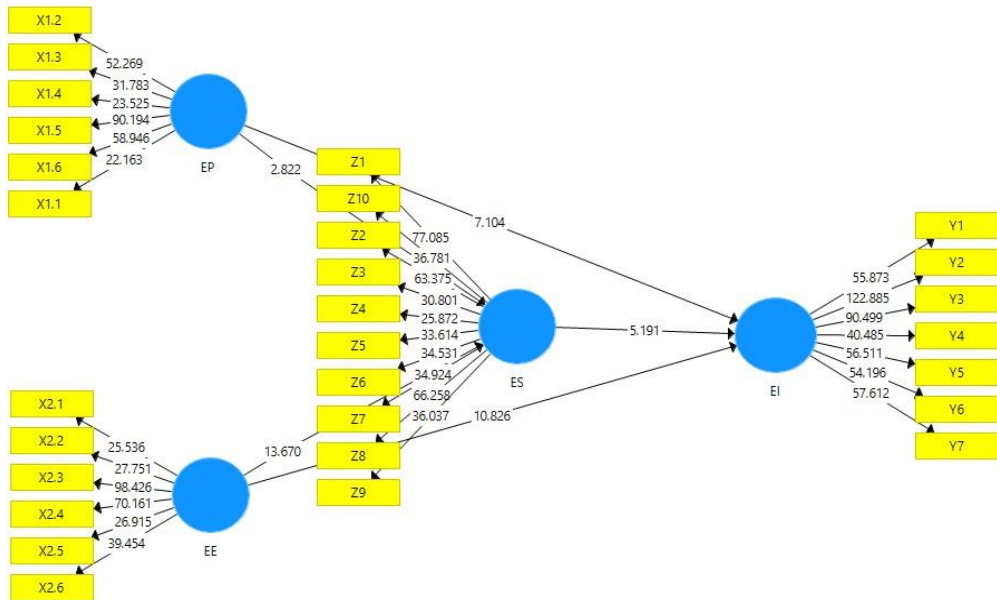 X1.2
X1.3
X1.4
X1.5
X1.6
X1.1
52.269
31.783
23.525
90.194
58.946
22.163
EP
2.822
Z1
Z10
Z2
Z3
Z4
Z5
Z6
Z7
Z8
Z9
77.085
36.781
63.375
30.801
25.872
33.614
34.531
34.924
66.258
36.037
7.104
ES
5.191
13.670
10.826
X2.1
X2.2
X2.3
X2.4
X2.5
X2.6
25.536
27.751
98.426
70.161
26.915
39.454
EE
EI
55.873
122.885
90.499
40.485
56.511
54.196
57.612
Y1
Y2
Y3
Y4
Y5
Y6
Y7